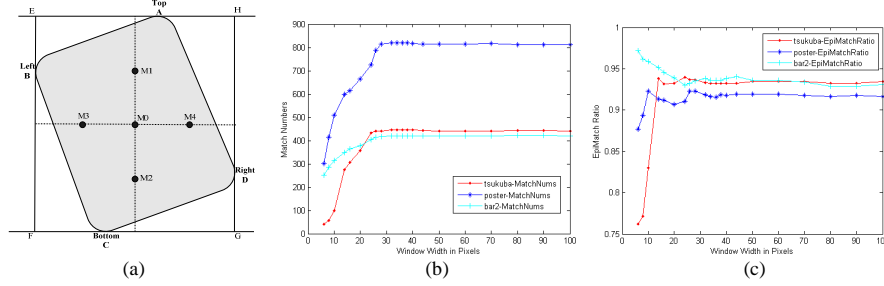 Top
A
E
H
Left
B
M1
M3
M0
M4
M2
Right
D
F
Bottom
C
G
(a)
900
800
700
600
500
400
300
200
100
0
Match Numbers
0 10 20 30 40 50 60 70 80 90 100
Window Width in Pixels
tsukuba-MatchNums
poster-MatchNums
bar2-MatchNums
(b)
1
0.95
0.9
0.85
0.8
0.75
EpiMatch Ratio
0 10 20 30 40 50 60 70 80 90 100
Window Width in Pixels
tsukuba-EpiMatchRatio
poster-EpiMatchRatio
bar2-EpiMatchRatio
(c)